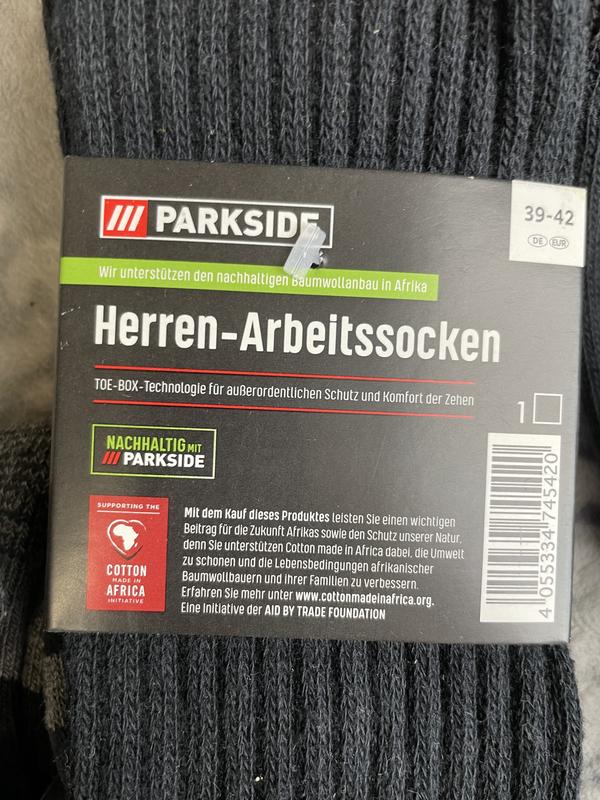 PARKSIDE
39-42
DE EUR
Wir unterstützen den nachhaltigen Baumwollanbau in Afrika
Herren-Arbeitssocken
TOE-BOX-Technologie für außerordentlichen Schutz und Komfort der Zehen
1
NACHHALTIG MIT
PARKSIDE
SUPPORTING THE
COTTON
MADE IN
AFRICA
INITIATIVE
Mit dem Kauf dieses Produktes leisten Sie einen wichtigen
Beitrag für die Zukunft Afrikas sowie den Schutz unserer Natur,
denn Sie unterstützen Cotton made in Africa dabei, die Umwelt
zu schonen und die Lebensbedingungen afrikanischer
Baumwollbauern und ihrer Familien zu verbessern.
Erfahren Sie mehr unter www.cottonmadeinafrica.org.
Eine Initiative der AID BY TRADE FOUNDATION
4 055334 745420